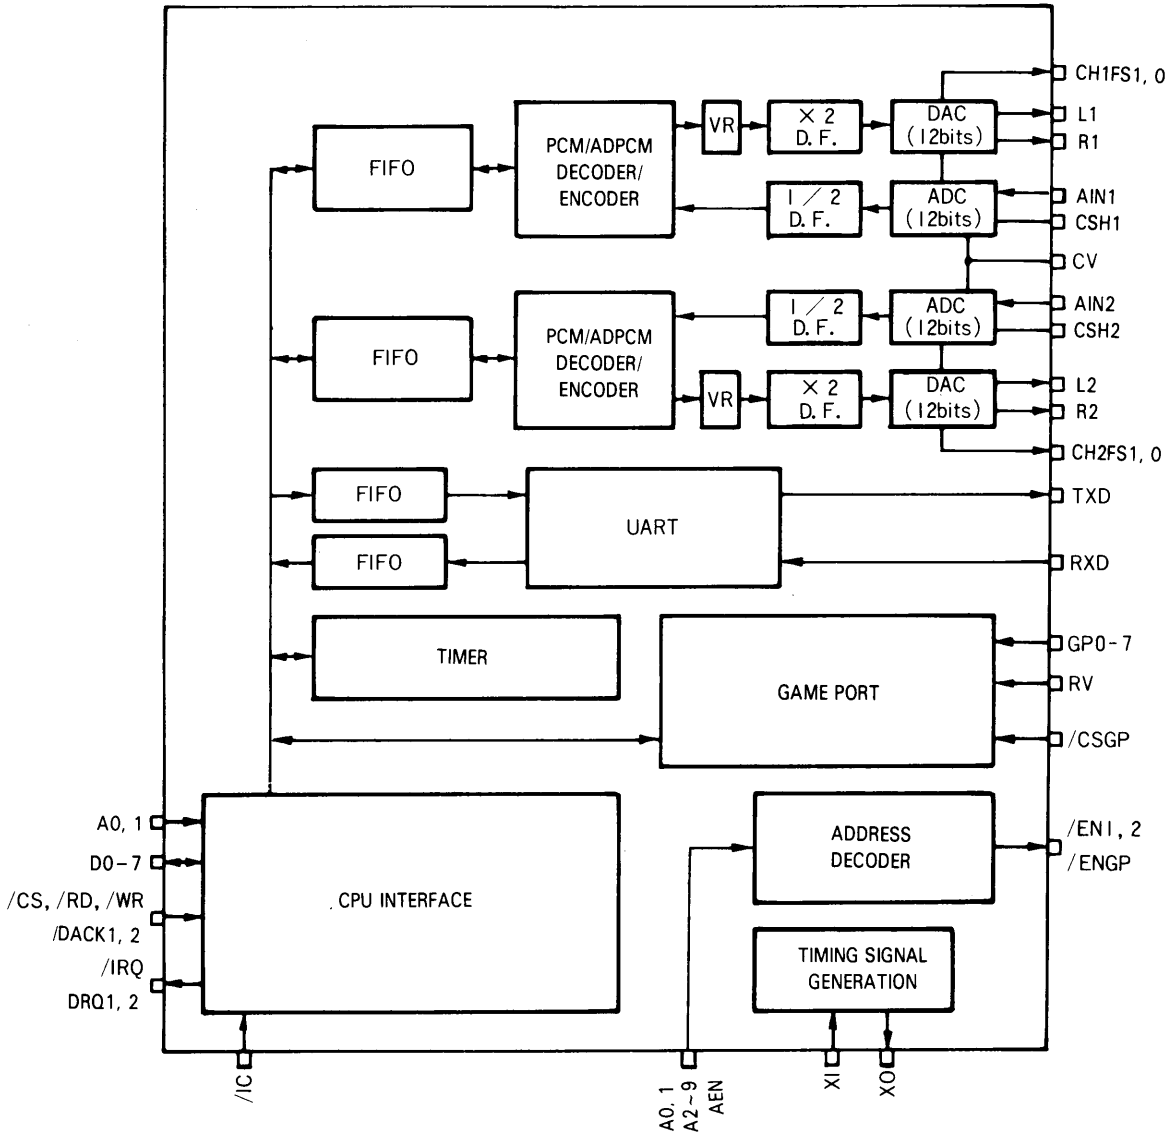 CH1FS1, 0
× 2
D. F.
DAC
(12bits)
L1
VR
R1
FIFO
PCM/ADPCM
DECODER/
ENCODER
1 / 2
D. F.
ADC
(12bits)
AIN1
CSH1
CV
FIFO
PCM/ADPCM
DECODER/
ENCODER
1 / 2
D. F.
ADC
(12bits)
AIN2
CSH2
VR
× 2
D. F.
DAC
(12bits)
L2
R2
CH2FS1, 0
FIFO
UART
TXD
FIFO
RXD
TIMER
GAME PORT
GP0-7
RV
/CSGP
A0, 1
D0-7
/CS, /RD, /WR
/DACK1, 2
/IRQ
DRQ1, 2
CPU INTERFACE
ADDRESS
DECODER
/EN1, 2
/ENGP
TIMING SIGNAL
GENERATION
/IC
A0, 1
A2~9
AEN
XI
XO